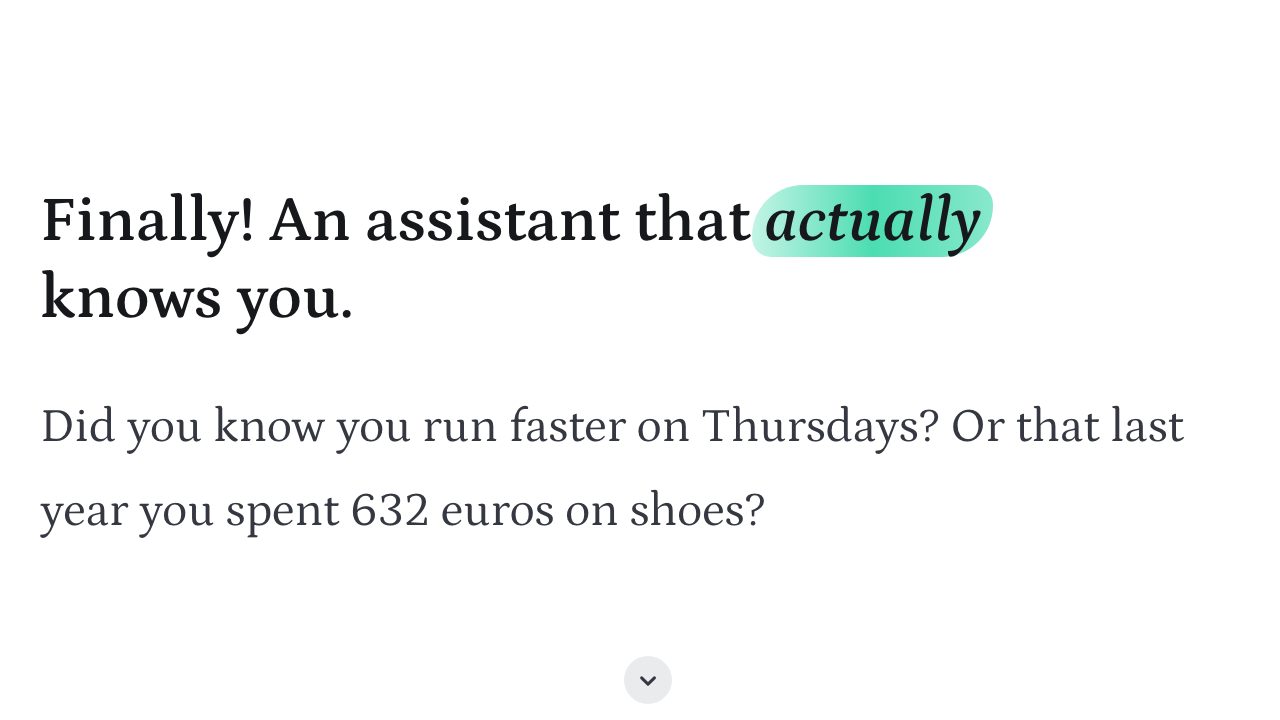 Finally! An assistant that actually
knows you.
Did you know you run faster on Thursdays? Or that last
year you spent 632 euros on shoes?